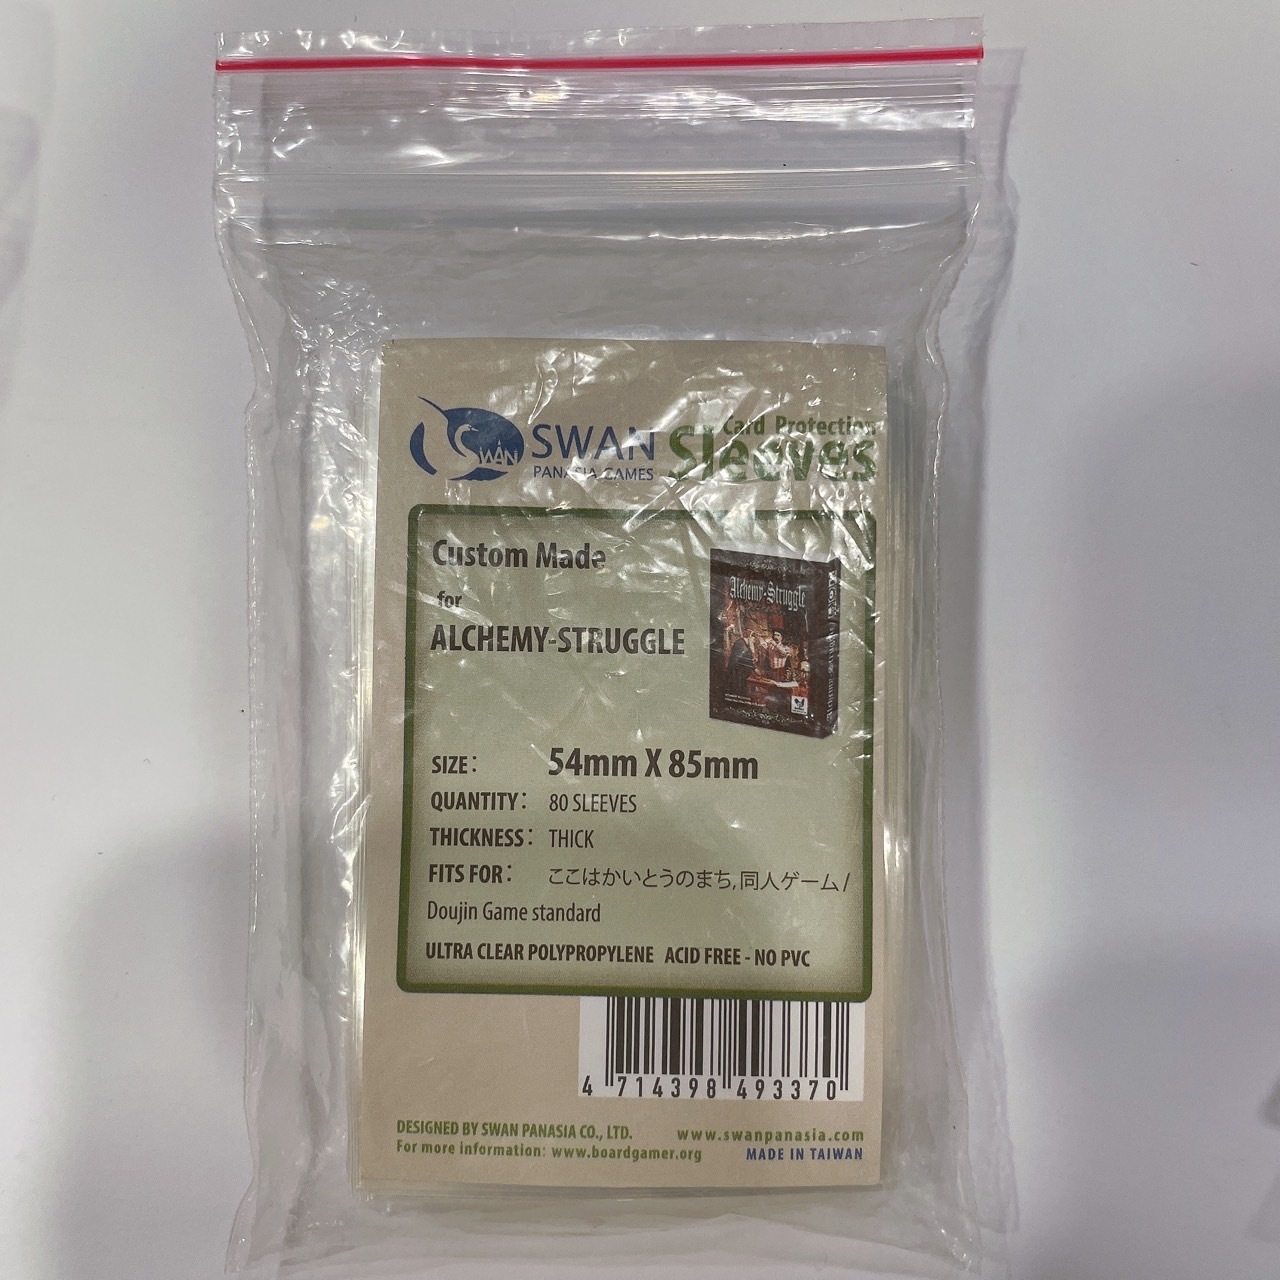 SWAN
SWAN
PANASIA GAMES
Card Protection
Sleeves
Custom Made
for
ALCHEMY-STRUGGLE
Alchemy-Struggle
SIZE: 54mm X 85mm
QUANTITY: 80 SLEEVES
THICKNESS: THICK
FITS FOR: ここはかいとうのまち,同人ゲーム/
Doujin Game standard
ULTRA CLEAR POLYPROPYLENE ACID FREE - NO PVC
4 714398 493370
DESIGNED BY SWAN PANASIA CO., LTD. www.swanpanasia.com
For more information: www.boardgamer.org MADE IN TAIWAN